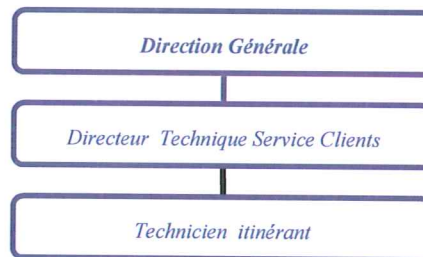 Direction Générale
Directeur Technique Service Clients
Technicien itinérant